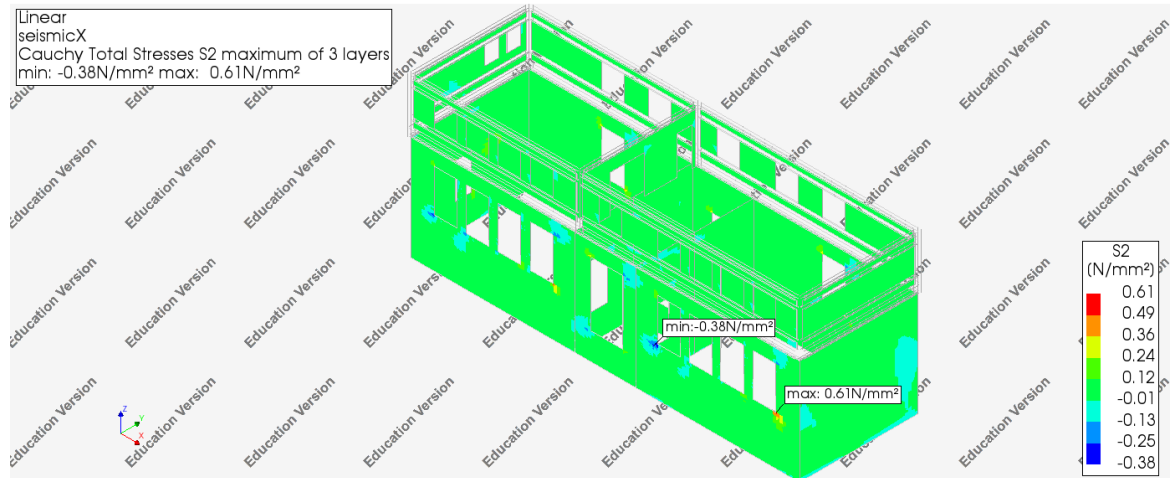 Linear
seismicX
Cauchy Total Stresses S2 maximum of 3 layers
min: -0.38N/mm² max: 0.61N/mm²
Education Version
min:-0.38N/mm²
max: 0.61N/mm²
S2
(N/mm²)
0.61
0.49
0.36
0.24
0.12
-0.01
-0.13
-0.25
-0.38
Z
Y
X